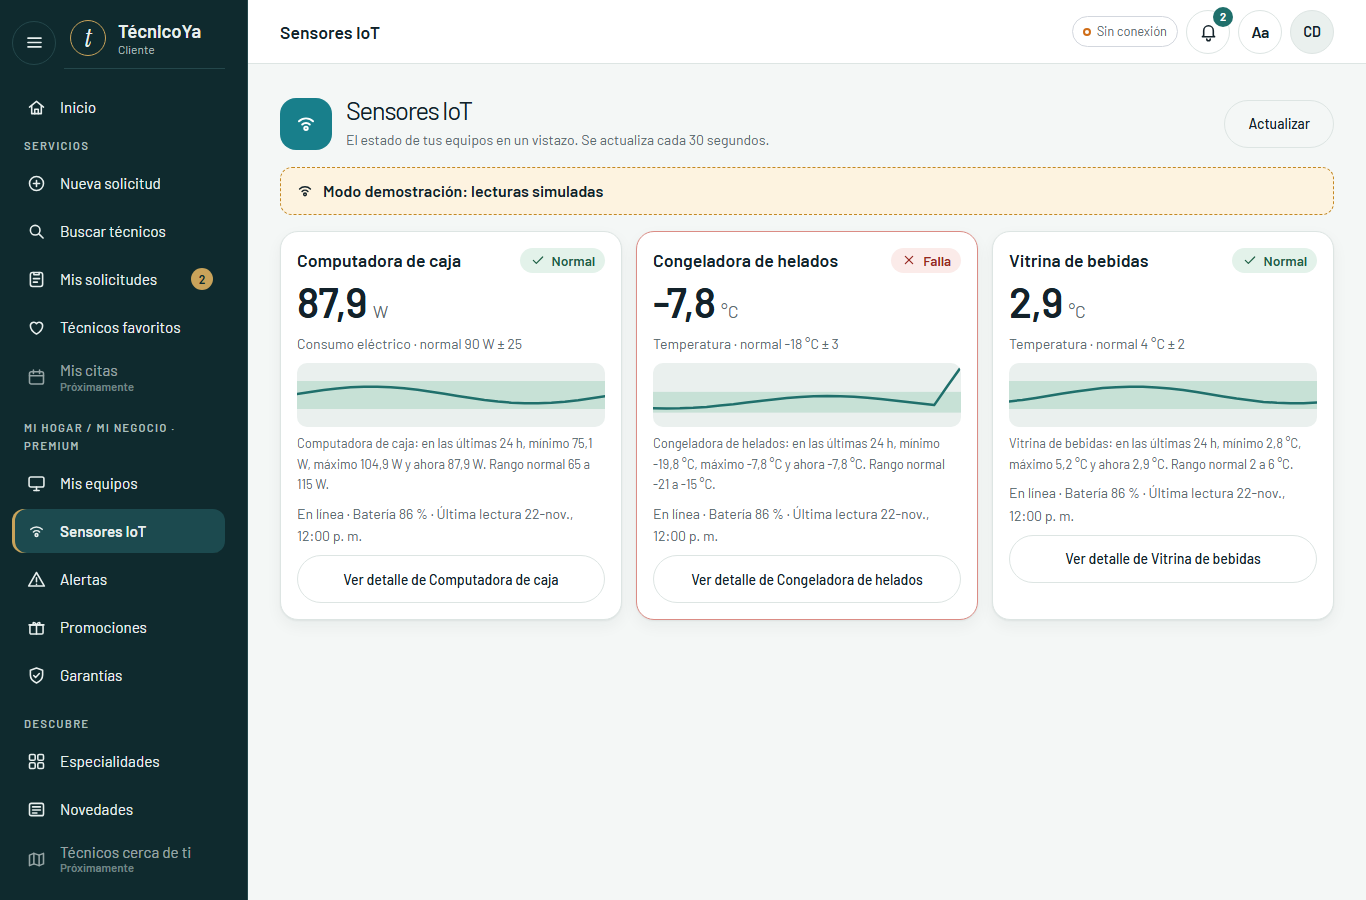 TécnicoYa
Cliente
Inicio
SERVICIOS
Nueva solicitud
Buscar técnicos
Mis solicitudes 2
Técnicos favoritos
Mis citas
Próximamente
MI HOGAR / MI NEGOCIO ·
PREMIUM
Mis equipos
Sensores IoT
Alertas
Promociones
Garantías
DESCUBRE
Especialidades
Novedades
Técnicos cerca de ti
Próximamente
Sensores IoT
Sin conexión
2
Aa
CD
Sensores IoT
El estado de tus equipos en un vistazo. Se actualiza cada 30 segundos.
Actualizar
Modo demostración: lecturas simuladas
Computadora de caja
Normal
87,9 W
Consumo eléctrico · normal 90 W ± 25
Computadora de caja: en las últimas 24 h, mínimo 75,1
W, máximo 104,9 W y ahora 87,9 W. Rango normal 65 a
115 W.
En línea · Batería 86 % · Última lectura 22-nov.,
12:00 p. m.
Ver detalle de Computadora de caja
Congeladora de helados
Falla
-7,8 °C
Temperatura · normal -18 °C ± 3
Congeladora de helados: en las últimas 24 h, mínimo
-19,8 °C, máximo -7,8 °C y ahora -7,8 °C. Rango normal
-21 a -15 °C.
En línea · Batería 86 % · Última lectura 22-nov.,
12:00 p. m.
Ver detalle de Congeladora de helados
Vitrina de bebidas
Normal
2,9 °C
Temperatura · normal 4 °C ± 2
Vitrina de bebidas: en las últimas 24 h, mínimo 2,8 °C,
máximo 5,2 °C y ahora 2,9 °C. Rango normal 2 a 6 °C.
En línea · Batería 86 % · Última lectura 22-nov.,
12:00 p. m.
Ver detalle de Vitrina de bebidas